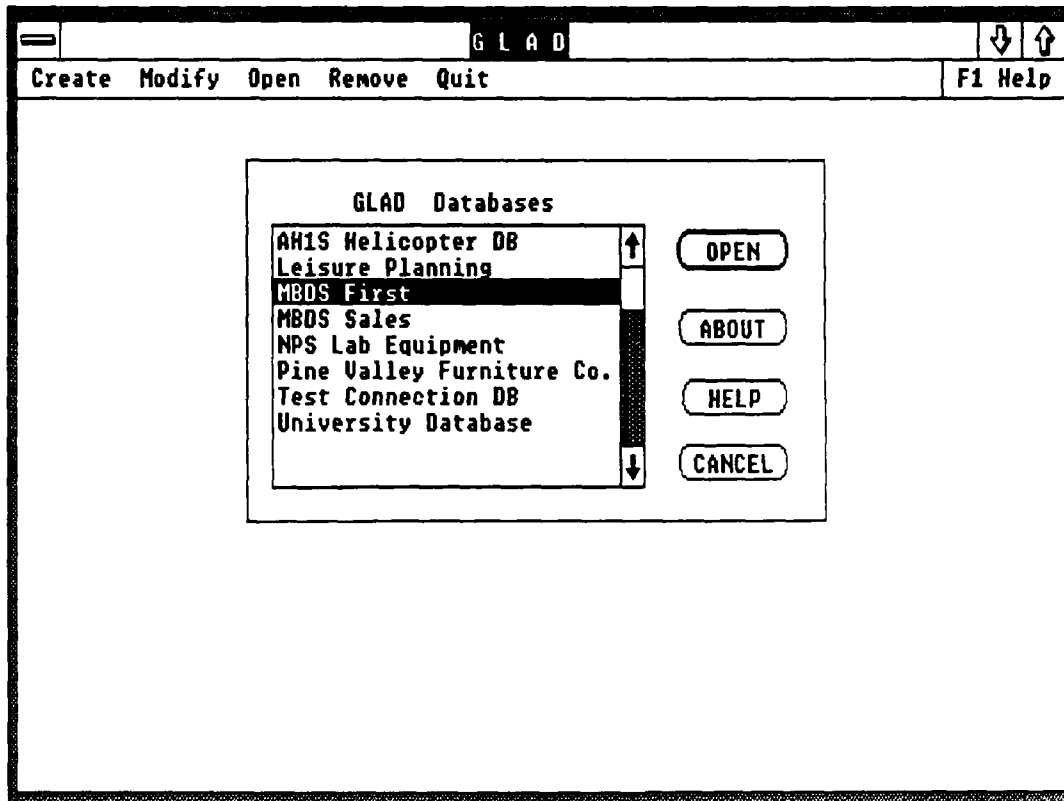 G L A D
Create Modify Open Remove Quit F1 Help
GLAD Databases
AH1S Helicopter DB
Leisure Planning
MBDS First
MBDS Sales
NPS Lab Equipment
Pine Valley Furniture Co.
Test Connection DB
University Database
OPEN
ABOUT
HELP
CANCEL